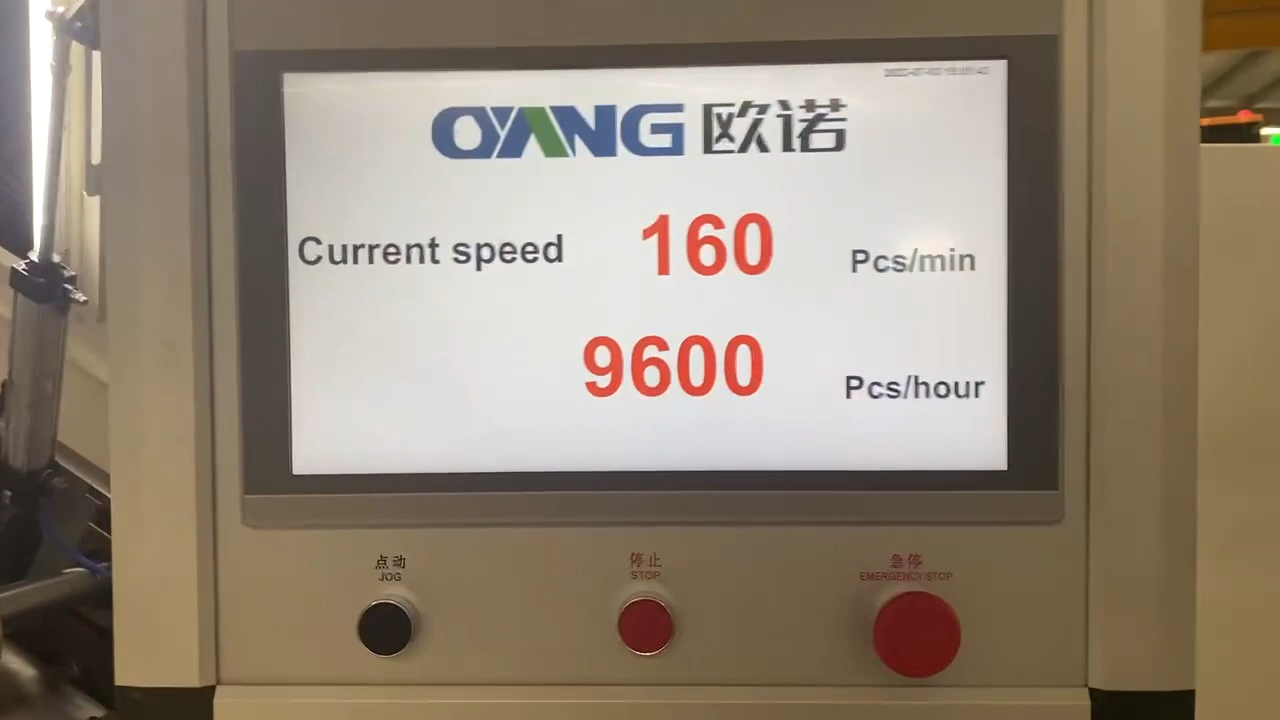 OYANG 欧诺
Current speed 160 Pcs/min
9600 Pcs/hour
点动
JOG
停止
STOP
急停
EMERGENCY STOP